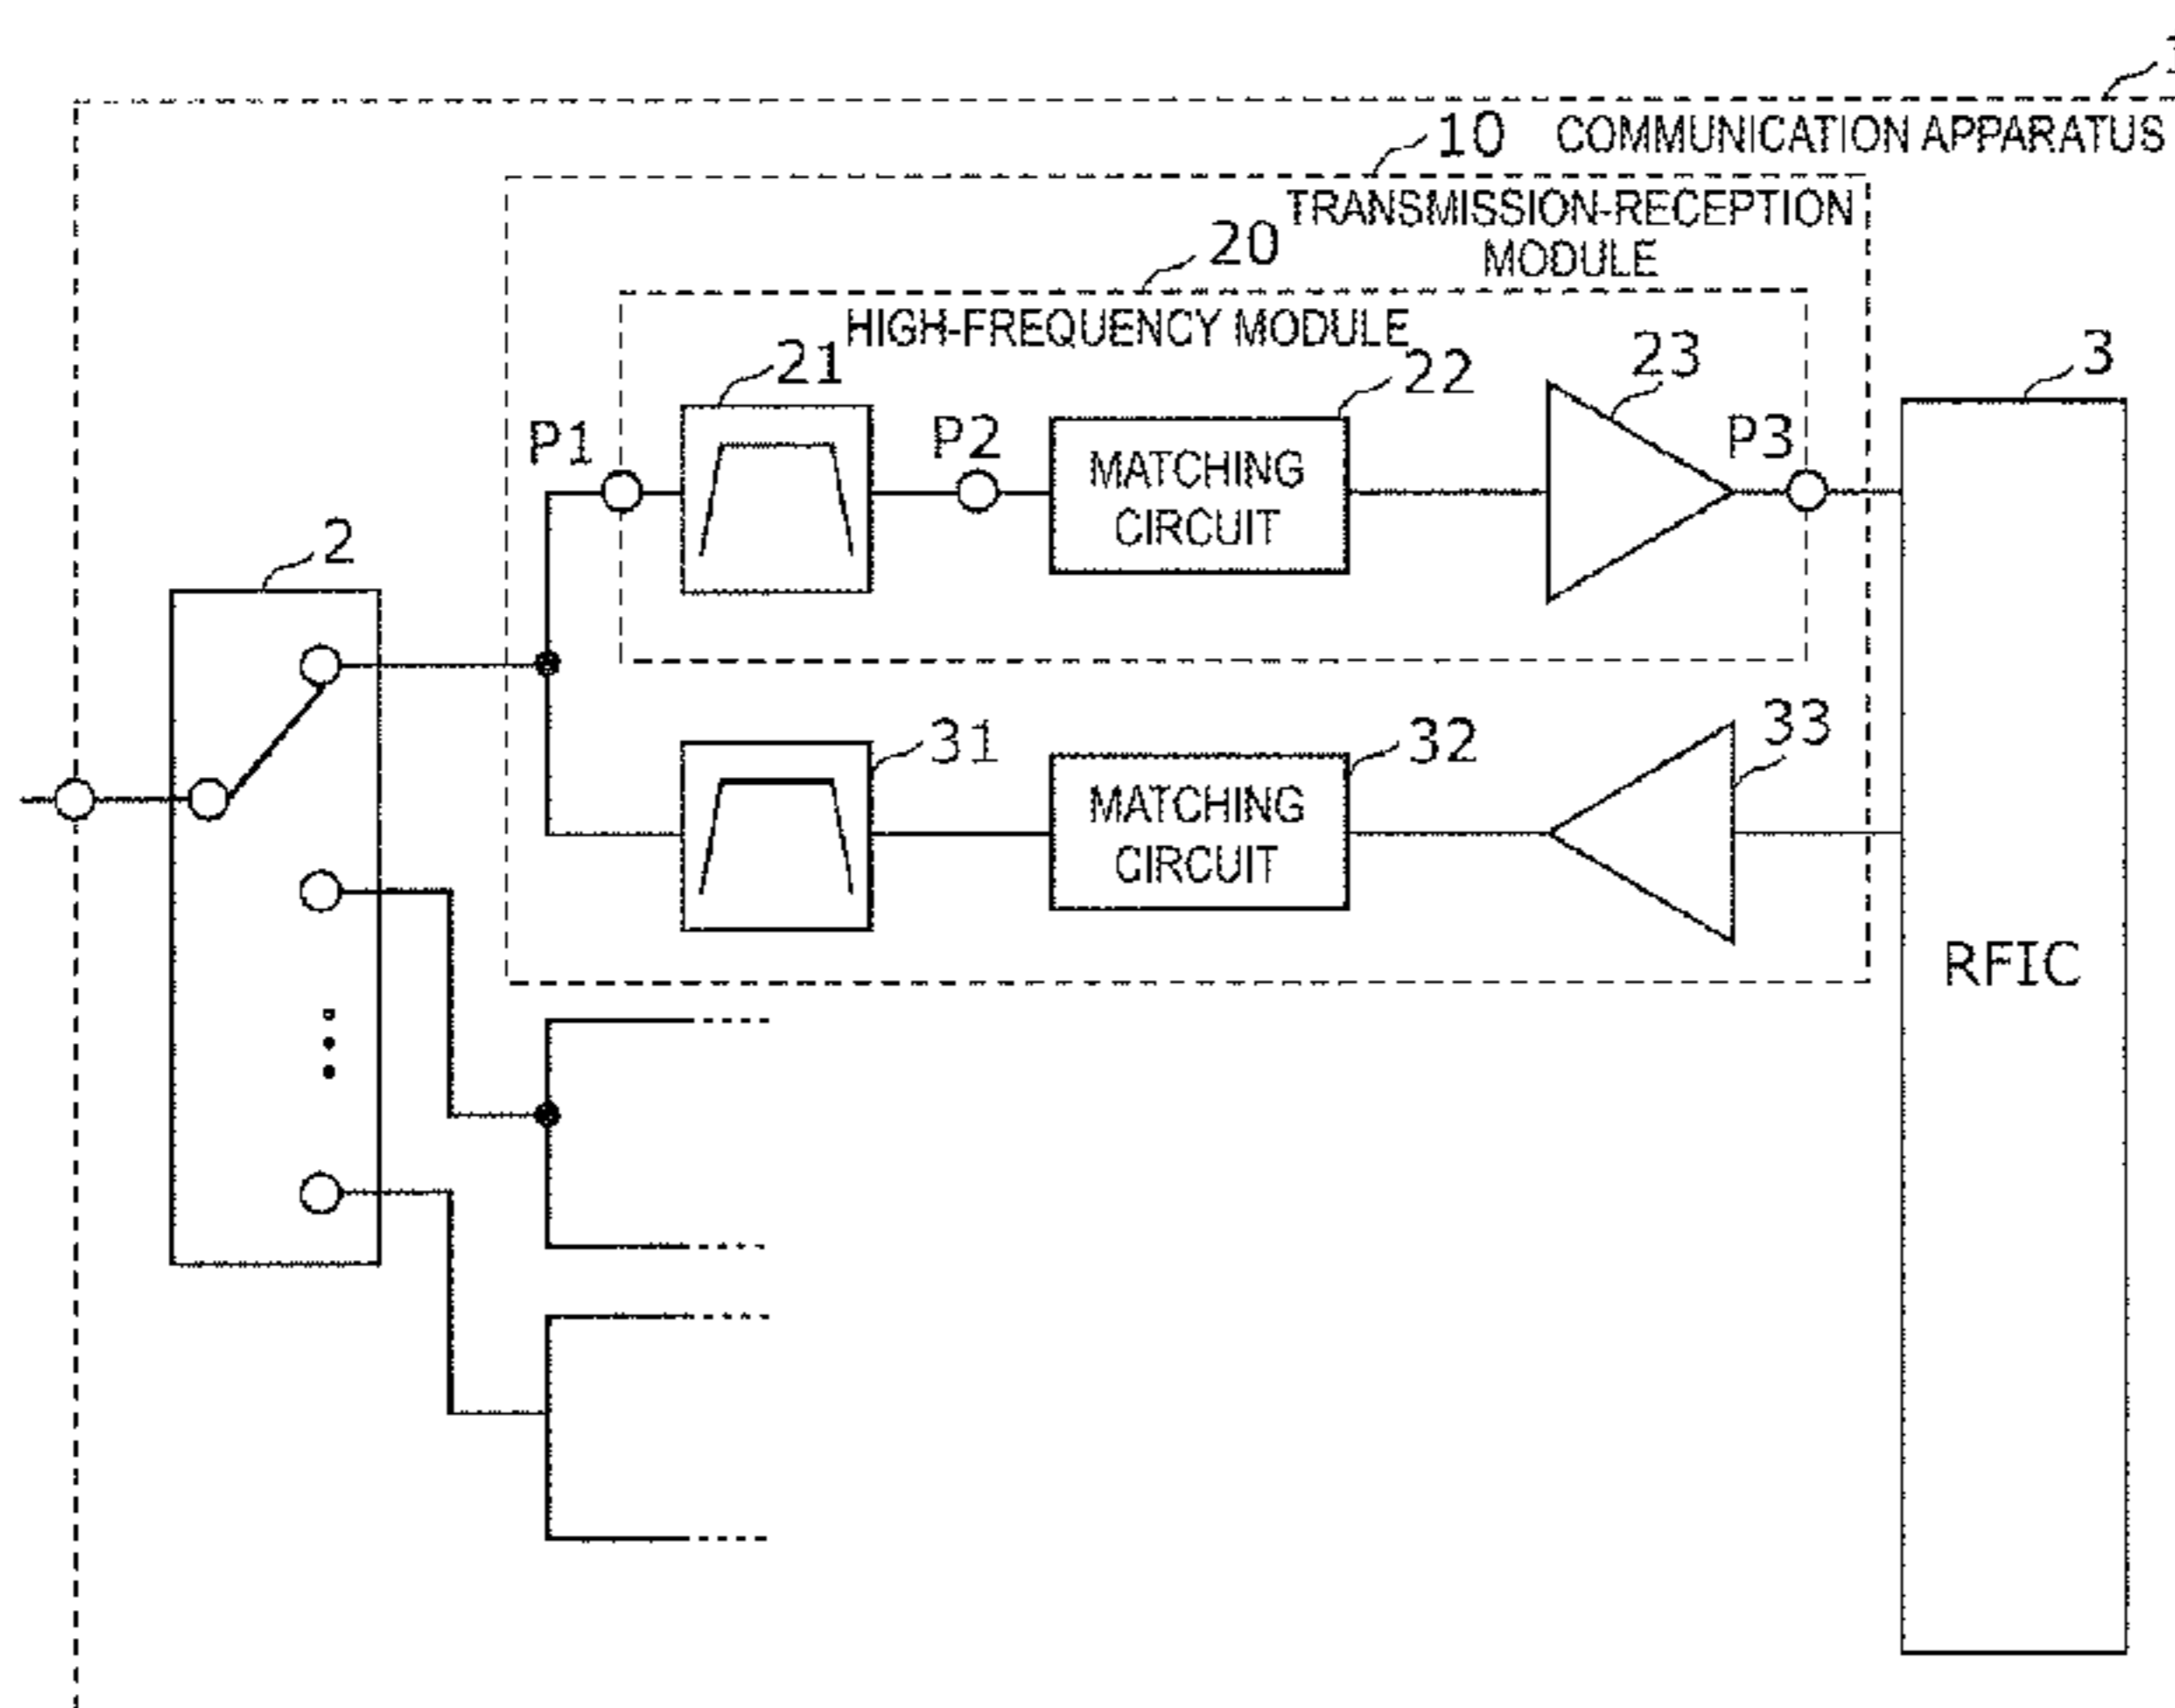 10 COMMUNICATION APPARATUS
TRANSMISSION-RECEPTION
MODULE
20
HIGH-FREQUENCY MODULE
21
22
23
3
P1
P2
P3
MATCHING
CIRCUIT
2
31
32
33
MATCHING
CIRCUIT
RFIC